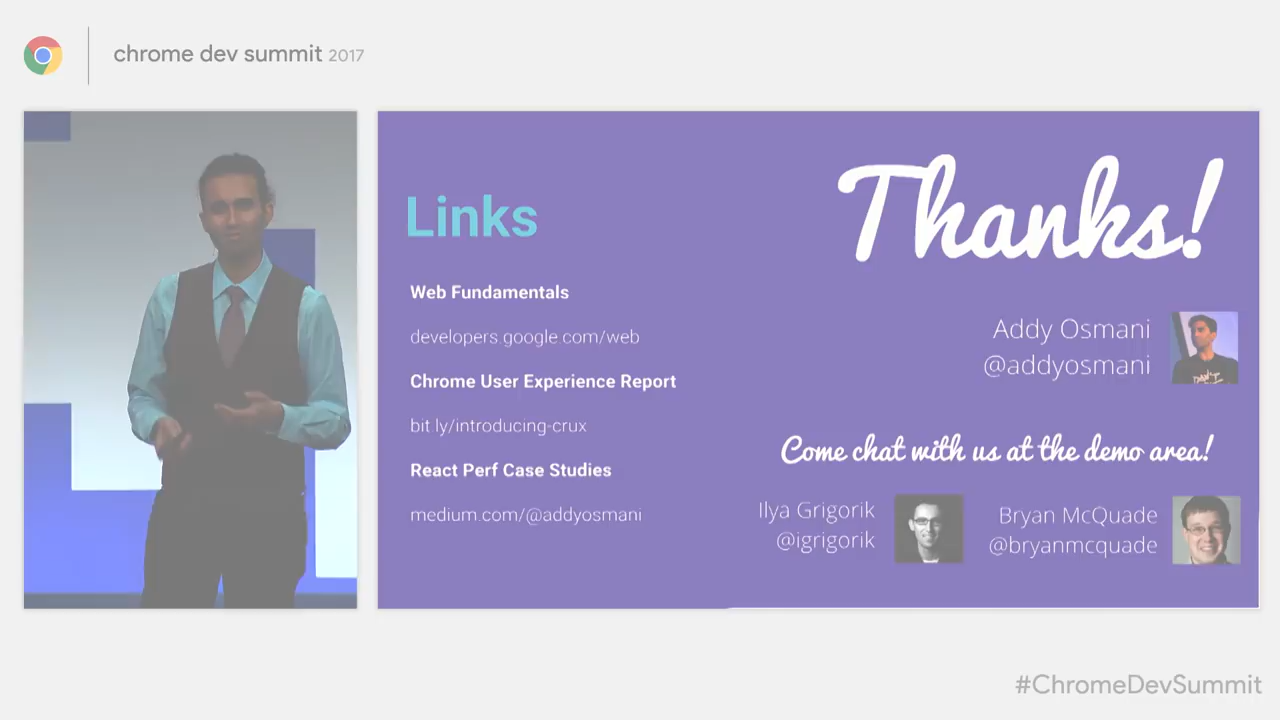 chrome dev summit 2017
Links
Web Fundamentals
developers.google.com/web
Chrome User Experience Report
bit.ly/introducing-crux
React Perf Case Studies
medium.com/@addyosmani
Thanks!
Addy Osmani
@addyosmani
Come chat with us at the demo area!
Ilya Grigorik
@igrigorik
Bryan McQuade
@bryanmcquade
#ChromeDevSummit